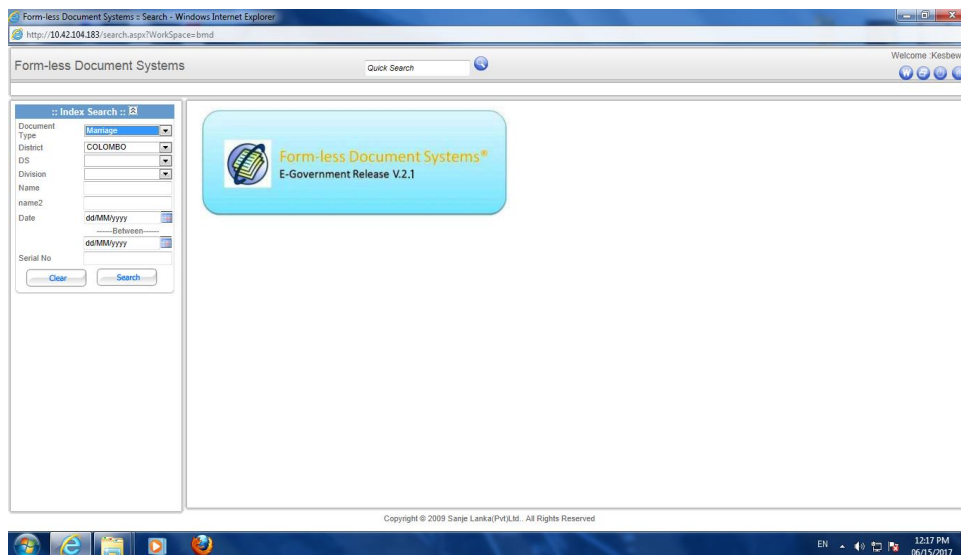 Form-less Document Systems :: Search - Windows Internet Explorer
http://10.42.104.183/search.aspx?WorkSpace=bmd
Form-less Document Systems
Quick Search
Welcome :Kesbew
:: Index Search ::
Document Type Marriage
District COLOMBO
DS
Division
Name
name2
Date dd/MM/yyyy
------Between------
dd/MM/yyyy
Serial No
Clear Search
Form-less Document Systems®
E-Government Release V.2.1
Copyright @ 2009 Sanje Lanka(Pvt)Ltd.. All Rights Reserved
EN 12:17 PM
06/15/2017